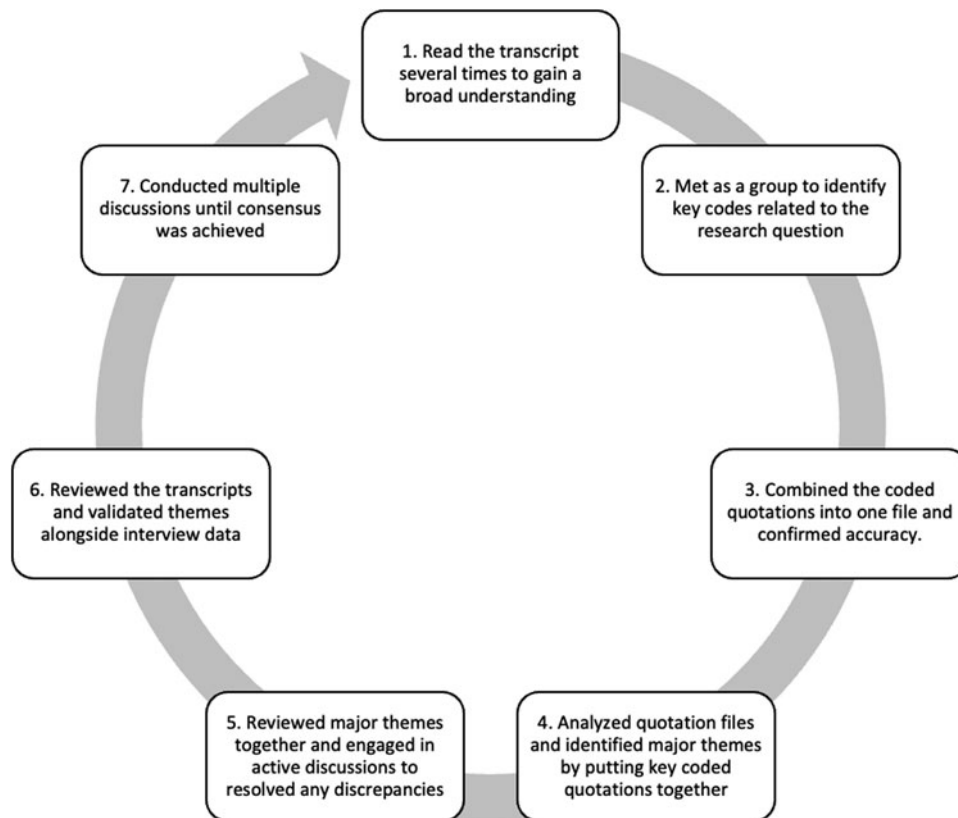 1. Read the transcript
several times to gain a
broad understanding
2. Met as a group to identify
key codes related to the
research question
3. Combined the coded
quotations into one file and
confirmed accuracy.
4. Analyzed quotation files
and identified major themes
by putting key coded
quotations together
5. Reviewed major themes
together and engaged in
active discussions to
resolved any discrepancies
6. Reviewed the transcripts
and validated themes
alongside interview data
7. Conducted multiple
discussions until consensus
was achieved